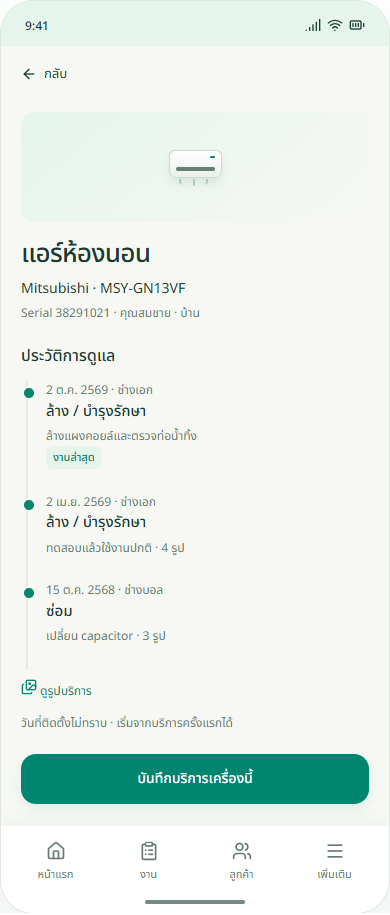 9:41
กลับ
แอร์ห้องนอน
Mitsubishi · MSY-GN13VF
Serial 38291021 · คุณสมชาย · บ้าน
ประวัติการดูแล
2 ต.ค. 2569 · ช่างเอก
ล้าง / บำรุงรักษา
ล้างแผงคอยล์และตรวจท่อน้ำทิ้ง
งานล่าสุด
2 เม.ย. 2569 · ช่างเอก
ล้าง / บำรุงรักษา
ทดสอบแล้วใช้งานปกติ · 4 รูป
15 ต.ค. 2568 · ช่างบอล
ซ่อม
เปลี่ยน capacitor · 3 รูป
ดูรูปบริการ
วันที่ติดตั้งไม่ทราบ · เริ่มจากบริการครั้งแรกได้
บันทึกบริการเครื่องนี้
หน้าแรก
งาน
ลูกค้า
เพิ่มเติม